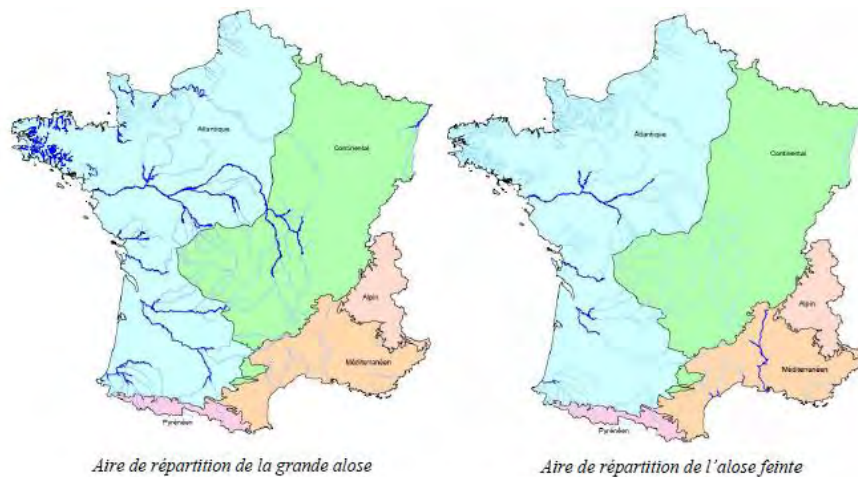 Atlantique
Continental
Alpin
Méditerranéen
Pyrénéen
Aire de répartition de la grande alose
Atlantique
Continental
Alpin
Méditerranéen
Pyrénéen
Aire de répartition de l'alose feinte